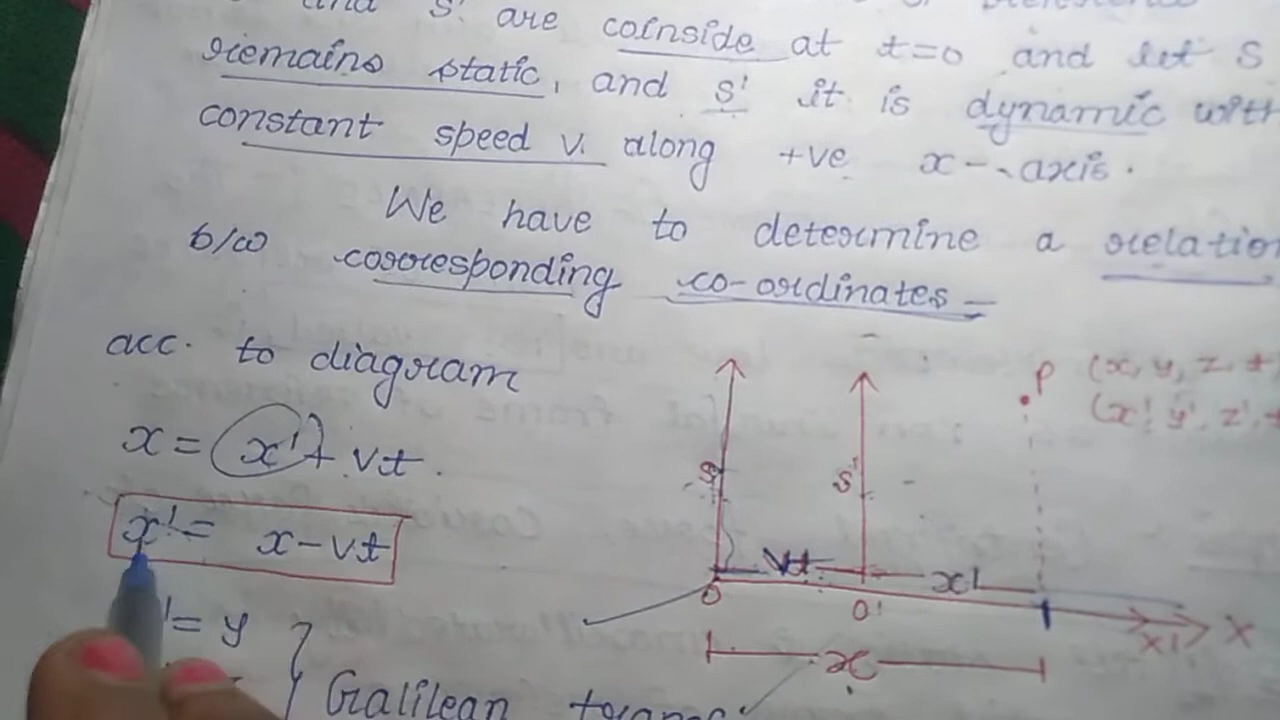 and S' are coinside at t=0 and let S
remains static, and S' it is dynamic with
constant speed v. along +ve x-axis.
We have to determine a relation
b/w corresponding co-ordinates -
acc. to diagram
x = x' + vt.
x' = x - vt
' = y
} Galilean
P (x, y, z, t
(x', y', z',
S
S'
vt
x'
O
O'
X'
X
x